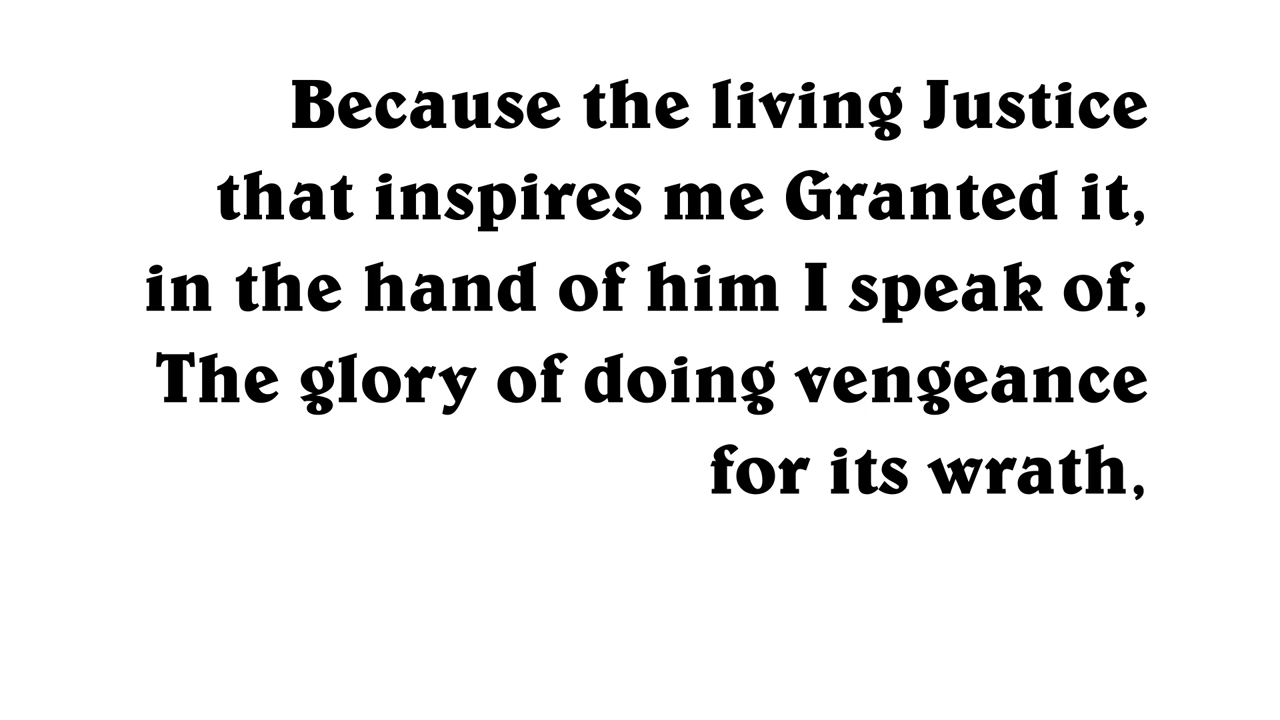 Because the living Justice
that inspires me Granted it,
in the hand of him I speak of,
The glory of doing vengeance
for its wrath,